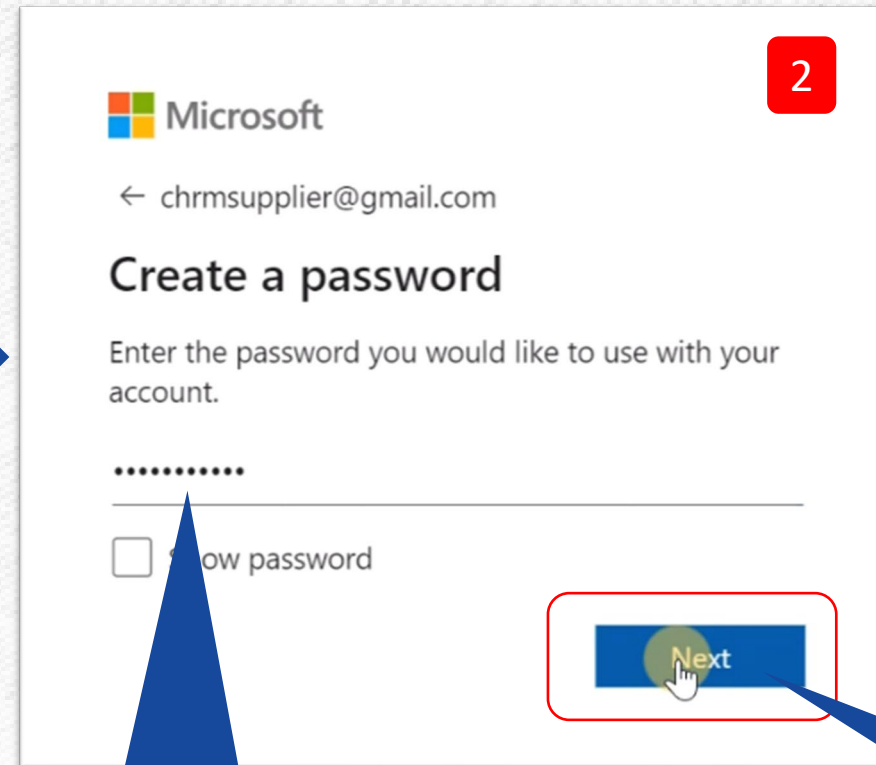 2
Microsoft
← chrmsupplier@gmail.com
Create a password
Enter the password you would like to use with your
account.
•••••••••••
password
Next